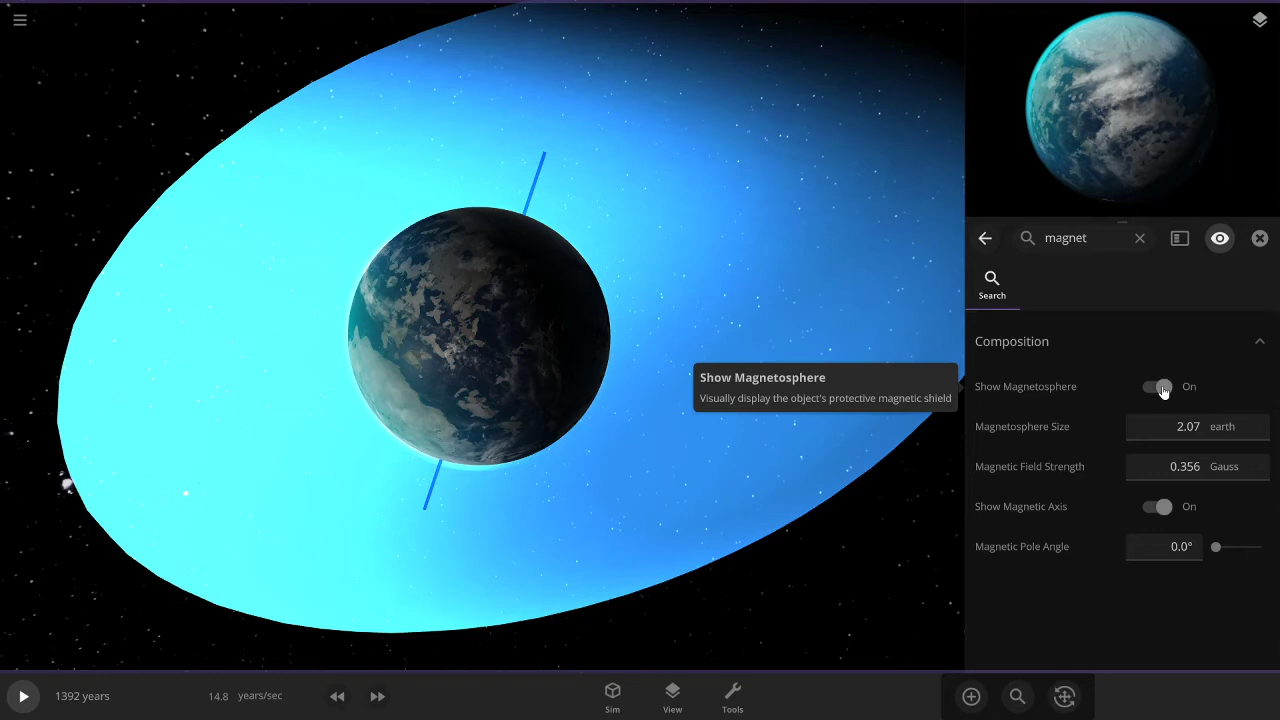 magnet
Search
Composition
Show Magnetosphere
Visually display the object's protective magnetic shield
Show Magnetosphere On
Magnetosphere Size 2.07 earth
Magnetic Field Strength 0.356 Gauss
Show Magnetic Axis On
Magnetic Pole Angle 0.0°
1392 years 14.8 years/sec
Sim View Tools